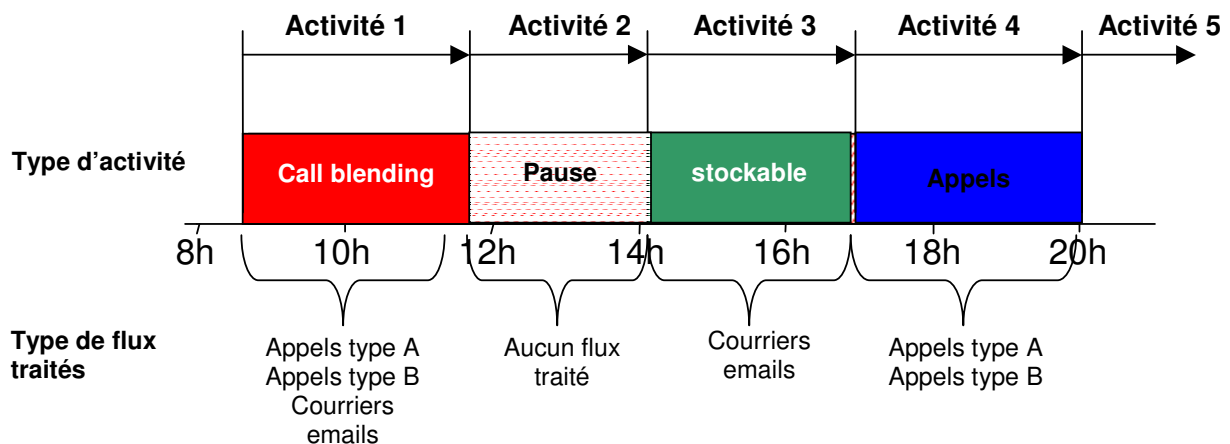 Activité 1
Activité 2
Activité 3
Activité 4
Activité 5
Type d’activité
Call blending
Pause
stockable
Appels
8h
10h
12h
14h
16h
18h
20h
Type de flux
traités
Appels type A
Appels type B
Courriers
emails
Aucun flux
traité
Courriers
emails
Appels type A
Appels type B